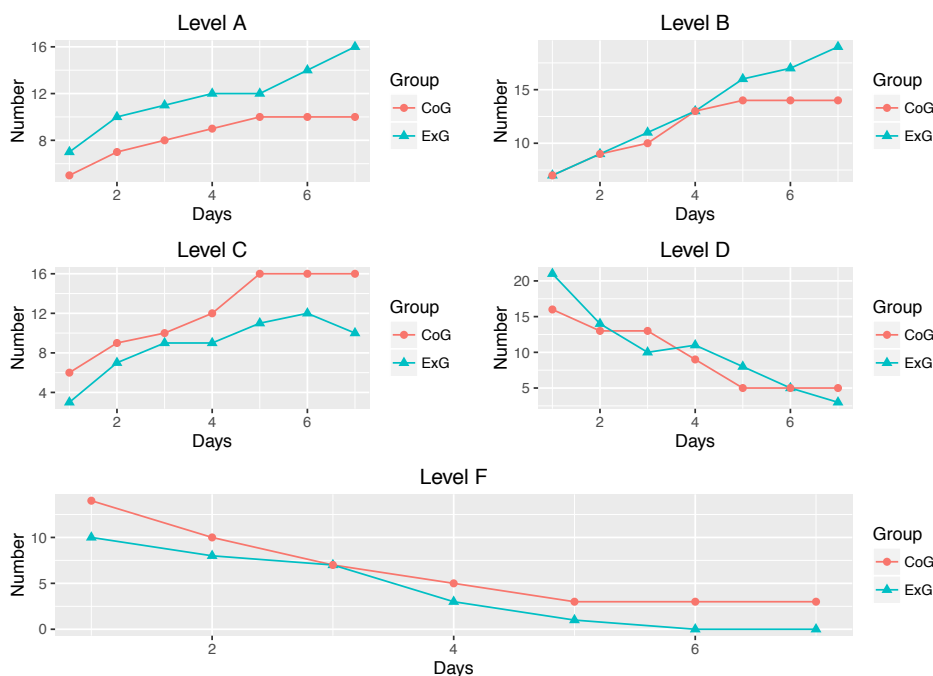 Level A
Number
16
12
8
2 4 6
Days
Group
CoG
ExG
Level B
Number
15
10
2 4 6
Days
Group
CoG
ExG
Level C
Number
16
12
8
4
2 4 6
Days
Group
CoG
ExG
Level D
Number
20
15
10
5
2 4 6
Days
Group
CoG
ExG
Level F
Number
10
5
0
2 4 6
Days
Group
CoG
ExG